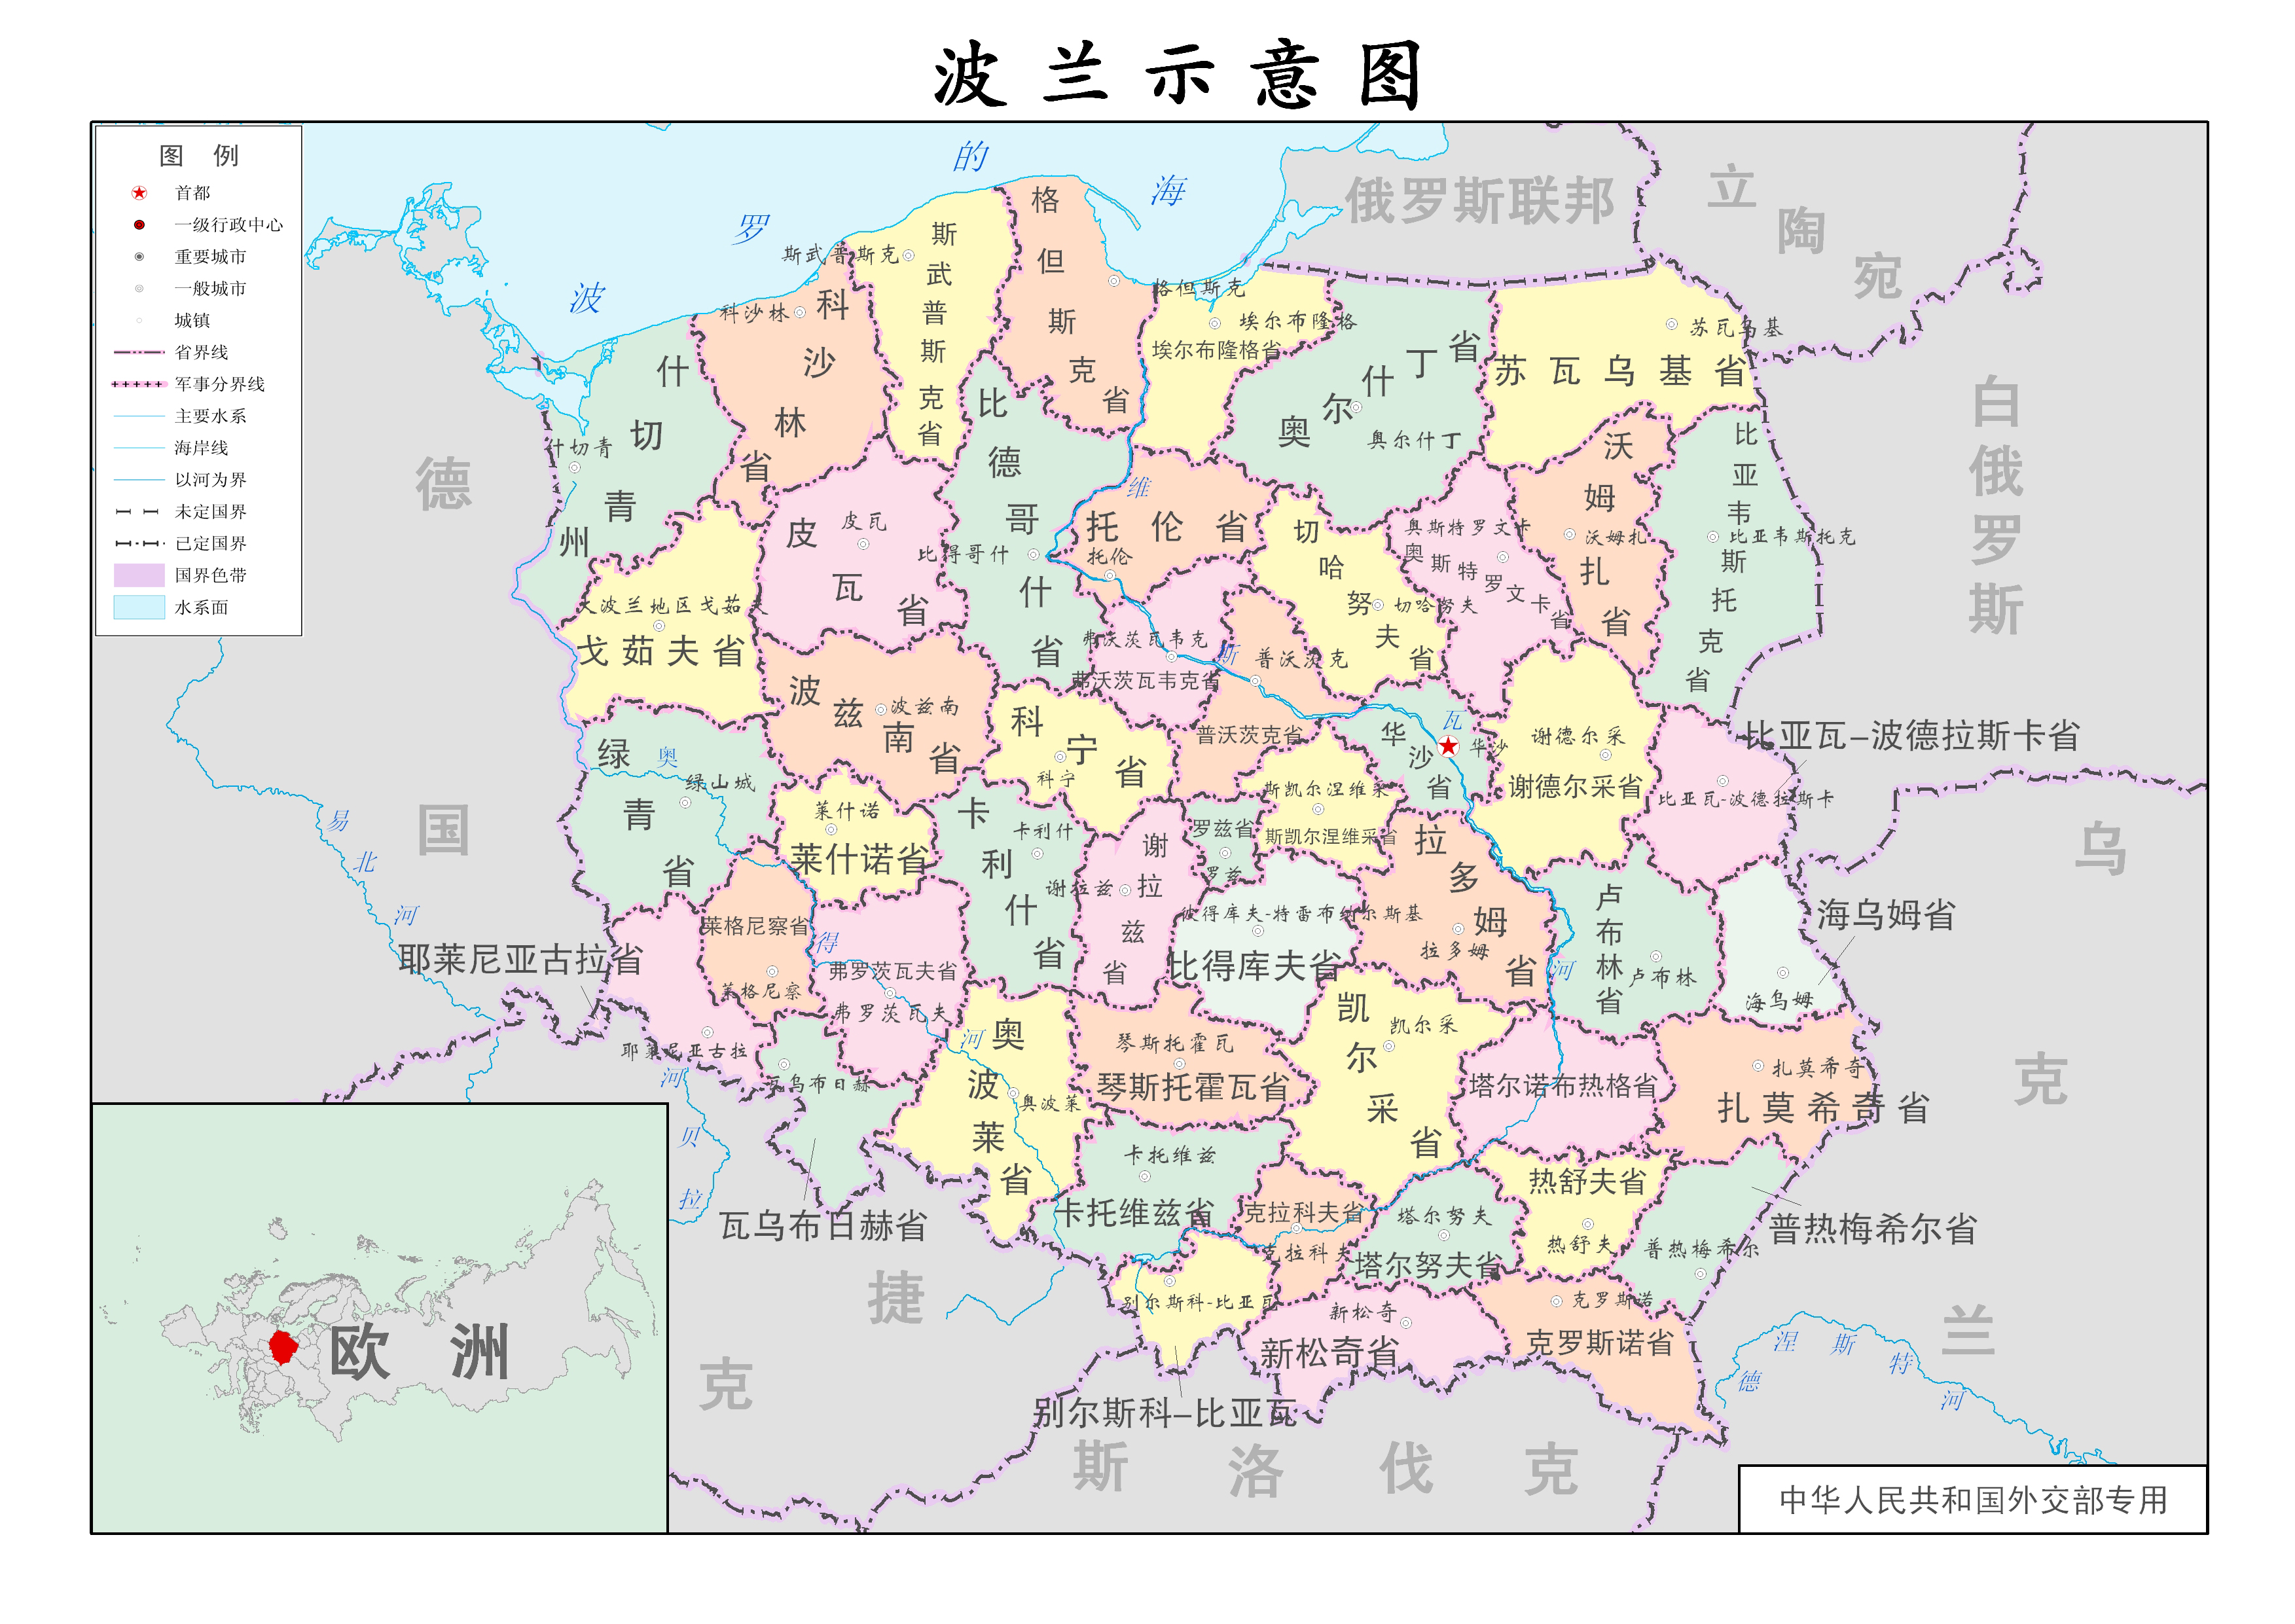 波兰示意图
图 例
首都
一级行政中心
重要城市
一般城市
城镇
省界线
军事分界线
主要水系
海岸线
以河为界
未定国界
已定国界
国界色带
水系面
波罗的海
俄罗斯联邦
立陶宛
白俄罗斯
乌克兰
德国
捷克
斯洛伐克
斯武普斯克
斯武普斯克省
格但斯克省
格但斯克
科沙林
科沙林省
埃尔布隆格
埃尔布隆格省
奥尔什丁省
奥尔什丁
苏瓦乌基
苏瓦乌基省
什切青州
什切青
比德哥什省
比得哥什
皮瓦省
皮瓦
托伦省
托伦
切哈努夫省
切哈努夫
奥斯特罗文卡
奥斯特罗文卡省
沃姆扎省
沃姆扎
比亚韦斯托克省
比亚韦斯托克
大波兰地区戈茹夫
戈茹夫省
波兹南省
波兹南
弗沃茨瓦韦克
弗沃茨瓦韦克省
普沃茨克
普沃茨克省
科宁省
科宁
华沙省
华沙
谢德尔采
谢德尔采省
比亚瓦-波德拉斯卡省
比亚瓦-波德拉斯卡
绿青省
绿山城
莱什诺
莱什诺省
卡利什省
卡利什
谢拉兹省
谢拉兹
罗兹省
罗兹
斯凯尔涅维采
斯凯尔涅维采省
拉多姆省
拉多姆
彼得库夫-特雷布纳尔斯基
比得库夫省
卢布林省
卢布林
海乌姆省
海乌姆
耶莱尼亚古拉省
耶莱尼亚古拉
莱格尼察省
莱格尼察
弗罗茨瓦夫省
弗罗茨瓦夫
瓦乌布日赫
瓦乌布日赫省
奥波莱省
奥波莱
琴斯托霍瓦
琴斯托霍瓦省
凯尔采省
凯尔采
塔尔诺布热格省
扎莫希奇
扎莫希奇省
卡托维兹
卡托维兹省
克拉科夫省
克拉科夫
塔尔努夫
塔尔努夫省
热舒夫省
热舒夫
普热梅希尔
普热梅希尔省
别尔斯科-比亚瓦
别尔斯科-比亚瓦
新松奇
新松奇省
克罗斯诺
克罗斯诺省
维斯瓦河
奥得河
易北河
拉贝河
德涅斯特河
欧洲
中华人民共和国外交部专用